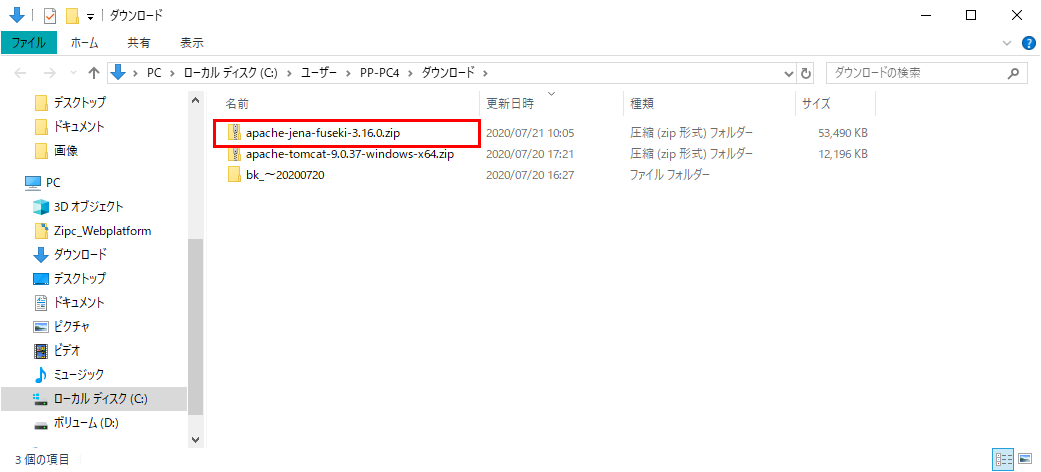 ダウンロード
ファイル ホーム 共有 表示
PC › ローカル ディスク (C:) › ユーザー › PP-PC4 › ダウンロード ›
ダウンロードの検索
デスクトップ
ドキュメント
画像
PC
3D オブジェクト
Zipc_Webplatform
ダウンロード
デスクトップ
ドキュメント
ピクチャ
ビデオ
ミュージック
ローカル ディスク (C:)
ボリューム (D:)
名前 更新日時 種類 サイズ
apache-jena-fuseki-3.16.0.zip 2020/07/21 10:05 圧縮 (zip 形式) フォルダー 53,490 KB
apache-tomcat-9.0.37-windows-x64.zip 2020/07/20 17:21 圧縮 (zip 形式) フォルダー 12,196 KB
bk_～20200720 2020/07/20 16:27 ファイル フォルダー
3 個の項目